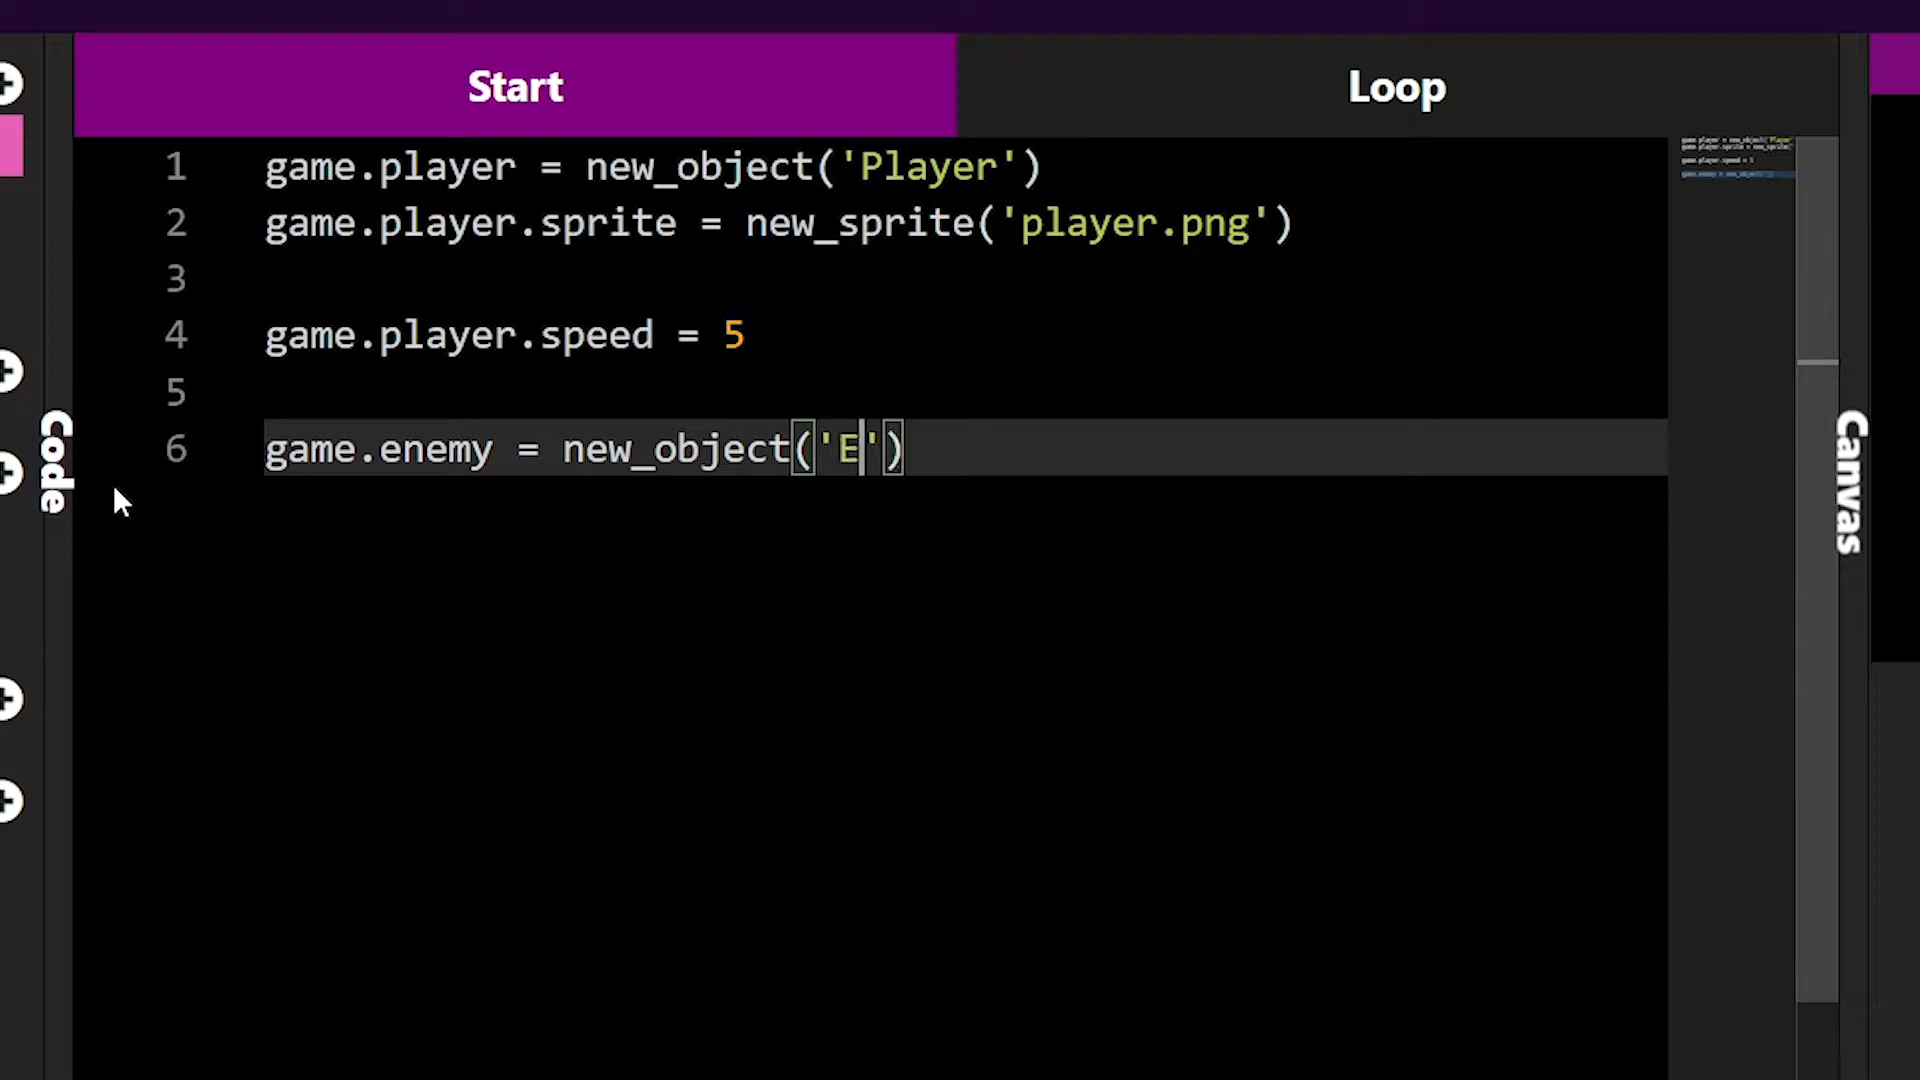 Start
Loop
1 game.player = new_object('Player')
2 game.player.sprite = new_sprite('player.png')
3
4 game.player.speed = 5
5
6 game.enemy = new_object('E')
Code
Canvas